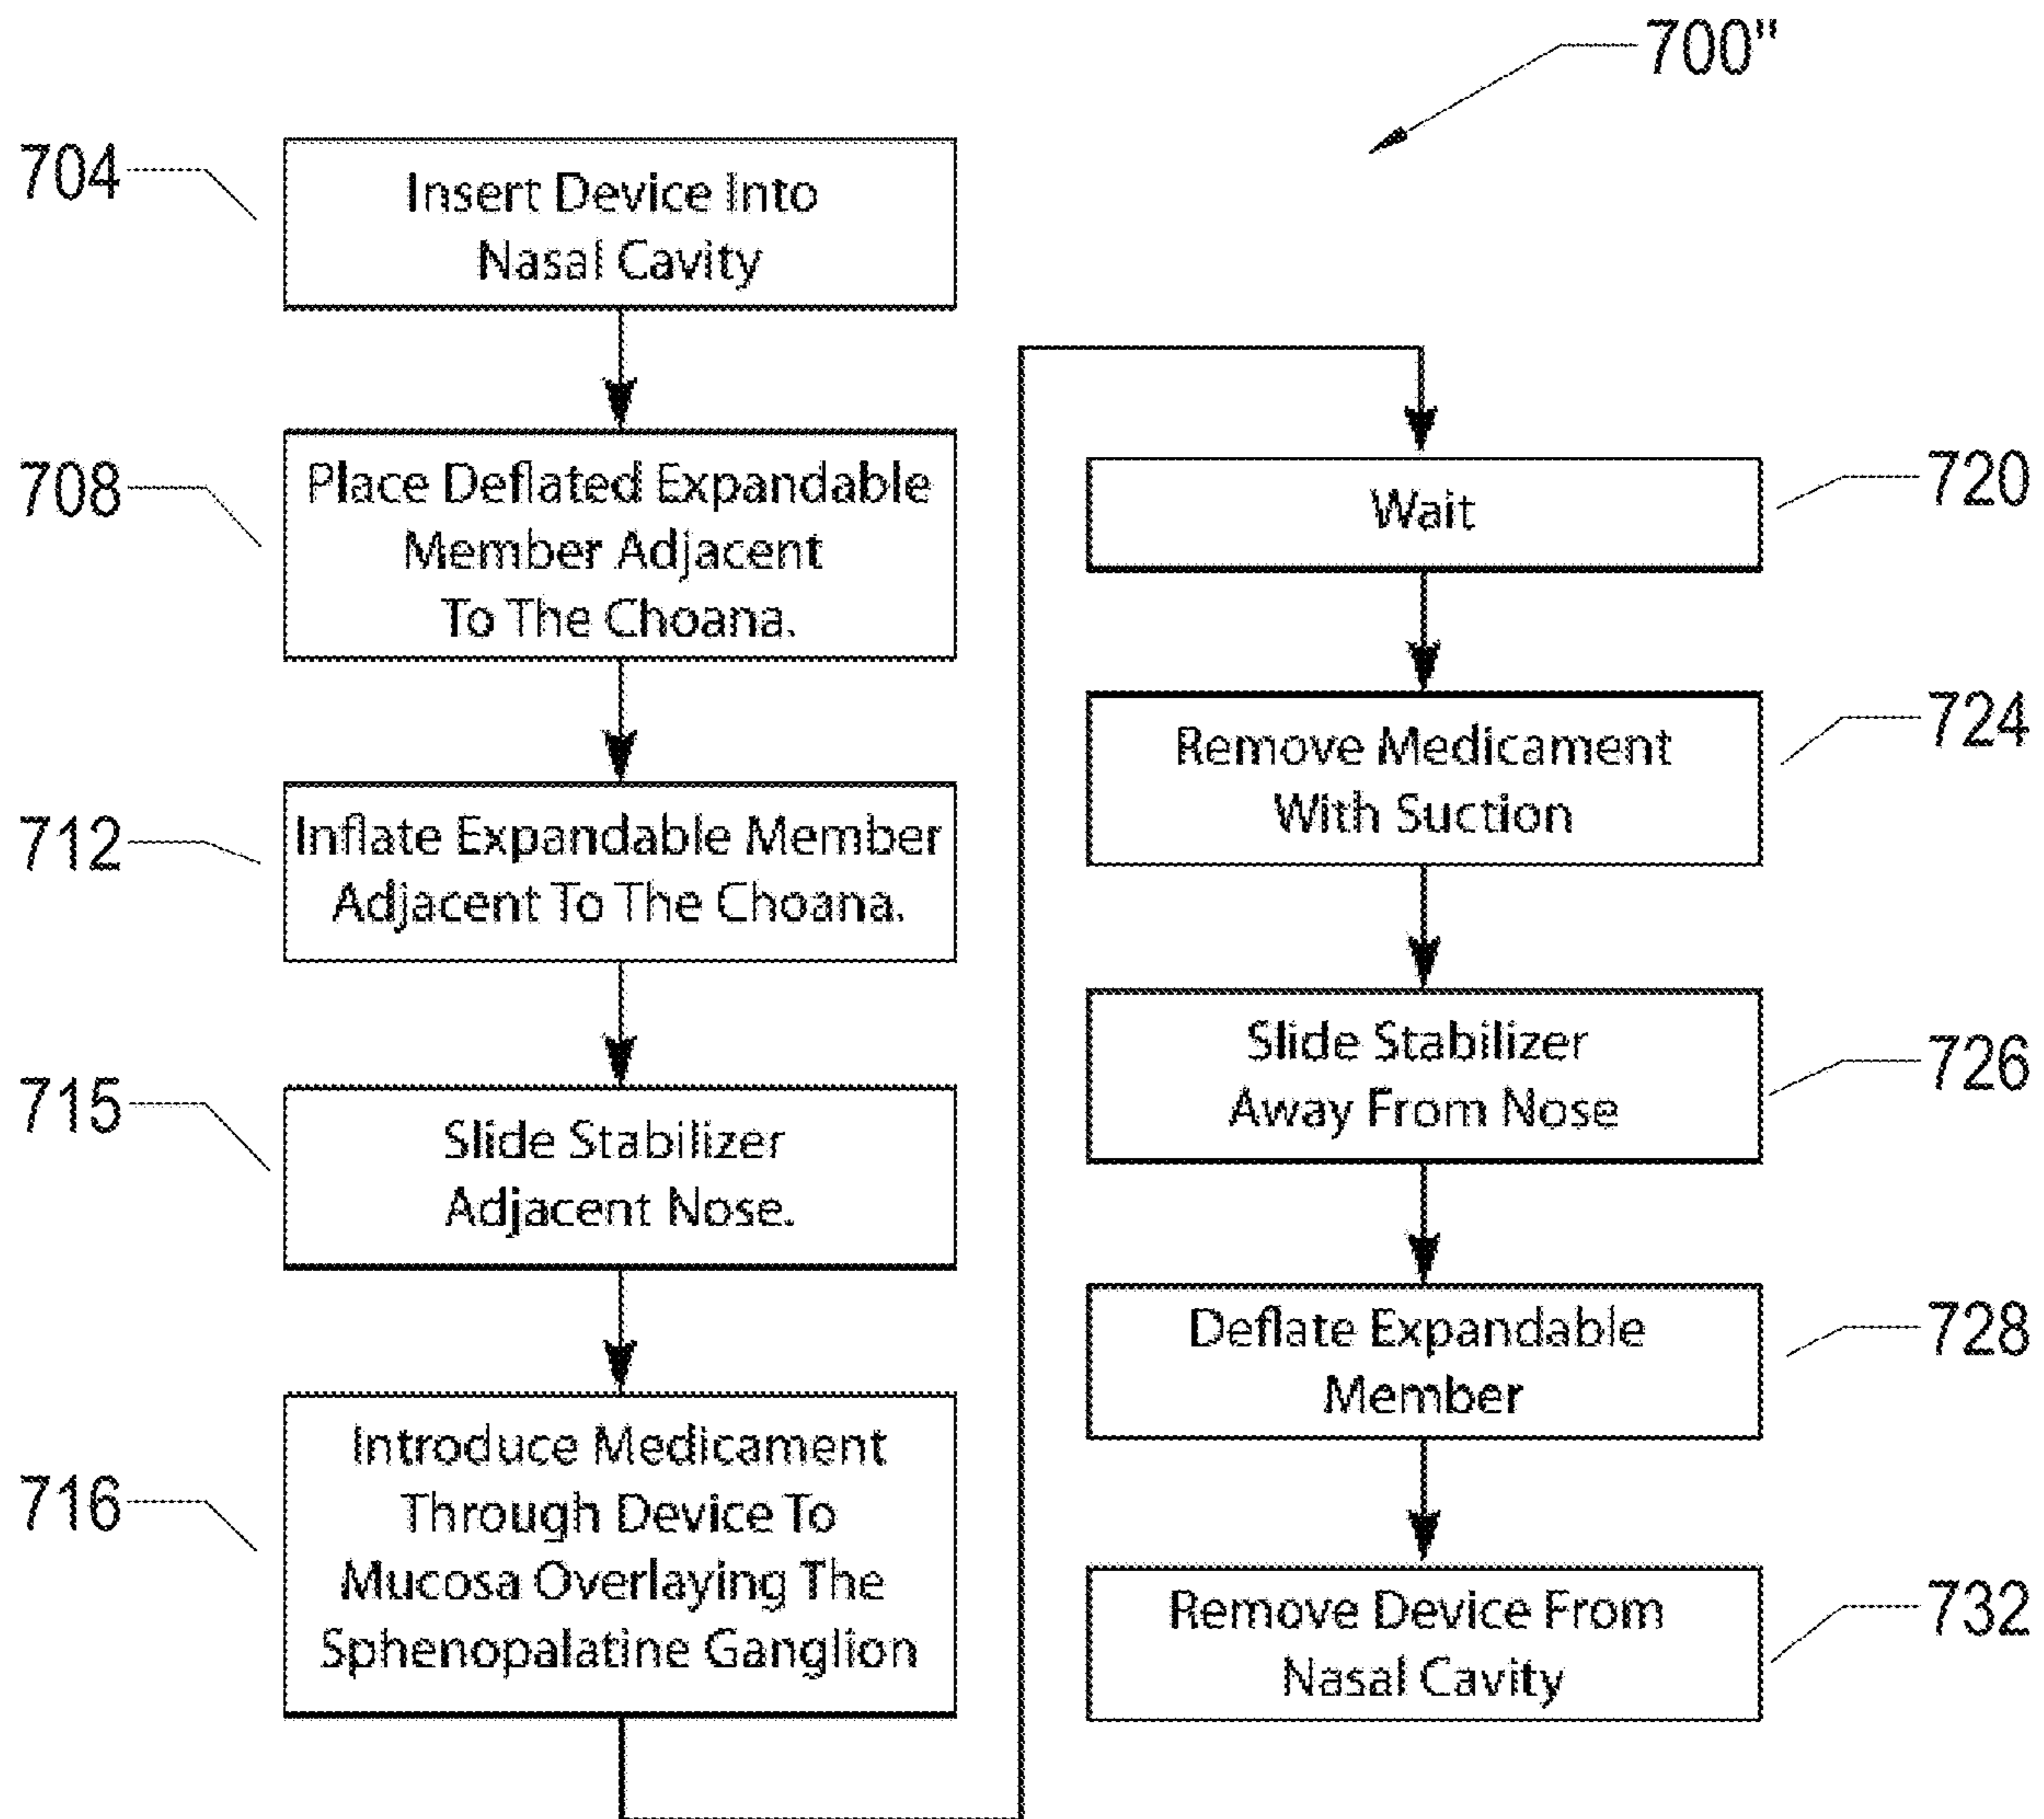 700"
704
Insert Device Into
Nasal Cavity
708
Place Deflated Expandable
Member Adjacent
To The Choana.
712
Inflate Expandable Member
Adjacent To The Choana.
715
Slide Stabilizer
Adjacent Nose.
716
Introduce Medicament
Through Device To
Mucosa Overlaying The
Sphenopalatine Ganglion
Wait
720
Remove Medicament
With Suction
724
Slide Stabilizer
Away From Nose
726
Deflate Expandable
Member
728
Remove Device From
Nasal Cavity
732